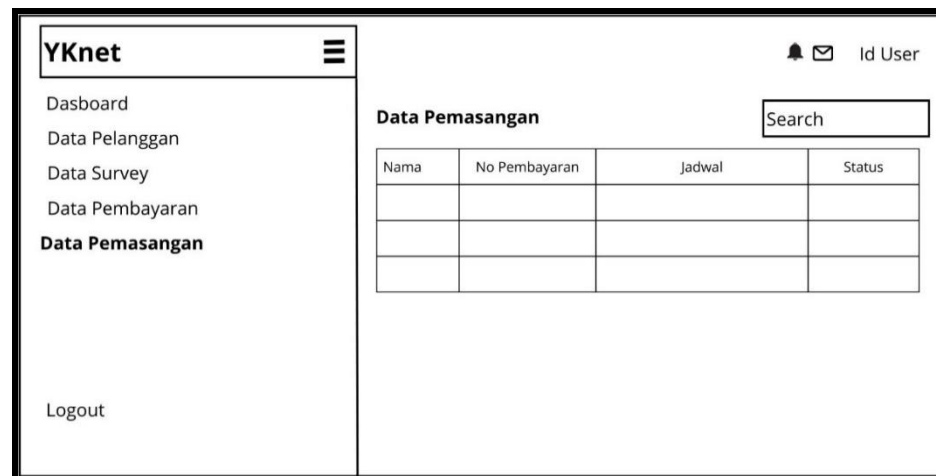 YKnet
Id User
Dasboard
Data Pelanggan
Data Survey
Data Pembayaran
Data Pemasangan
Logout
Data Pemasangan
Search
Nama No Pembayaran Jadwal Status